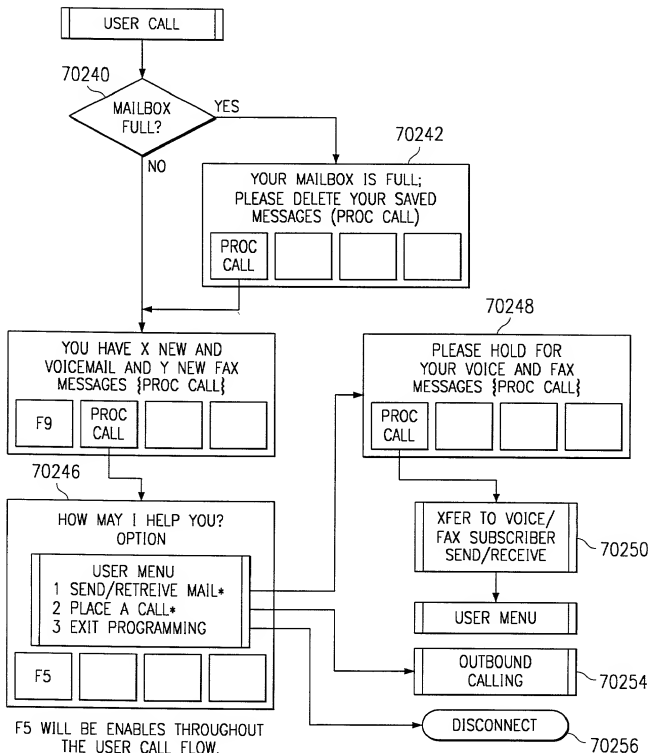 USER CALL
70240
MAILBOX
FULL?
YES
NO
70242
YOUR MAILBOX IS FULL;
PLEASE DELETE YOUR SAVED
MESSAGES (PROC CALL)
PROC
CALL
YOU HAVE X NEW AND
VOICEMAIL AND Y NEW FAX
MESSAGES {PROC CALL}
F9
PROC
CALL
70248
PLEASE HOLD FOR
YOUR VOICE AND FAX
MESSAGES {PROC CALL}
PROC
CALL
70246
HOW MAY I HELP YOU?
OPTION
USER MENU
1 SEND/RETREIVE MAIL*
2 PLACE A CALL*
3 EXIT PROGRAMMING
F5
F5 WILL BE ENABLES THROUGHOUT
THE USER CALL FLOW.
XFER TO VOICE/
FAX SUBSCRIBER
SEND/RECEIVE
70250
USER MENU
OUTBOUND
CALLING
70254
DISCONNECT
70256